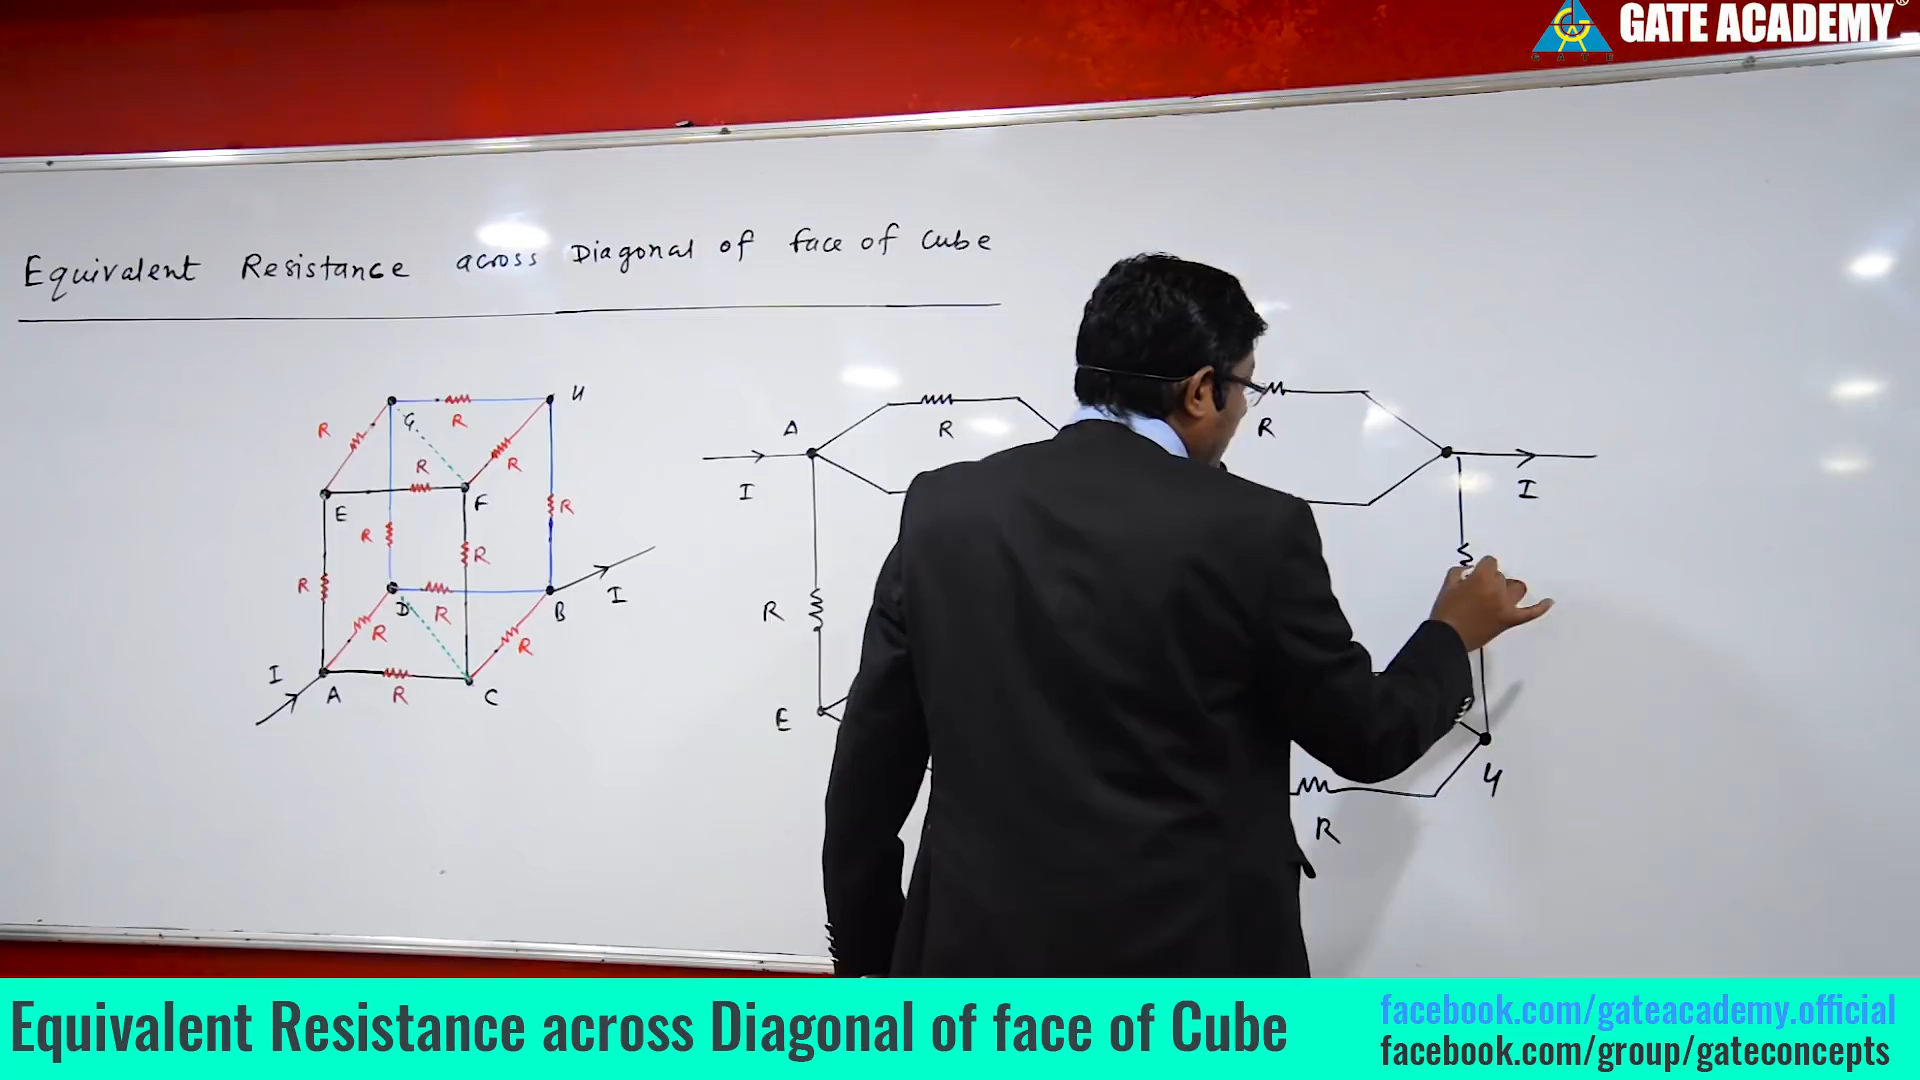 GATE ACADEMY®
GATE
Equivalent Resistance across Diagonal of face of Cube
H
R
G
R
R
R
E
F
R
R
R
R
D
R
B
I
R
R
I
A
R
C
A
R
R
I
I
R
E
H
R
Equivalent Resistance across Diagonal of face of Cube
facebook.com/gateacademy.official
facebook.com/group/gateconcepts